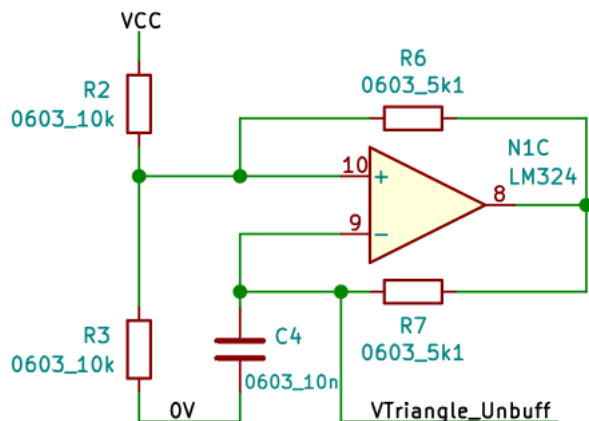 VCC
R2
0603_10k
R6
0603_5k1
N1C
LM324
10
+
8
9
-
R3
0603_10k
C4
0603_10n
R7
0603_5k1
0V
VTriangle_Unbuff